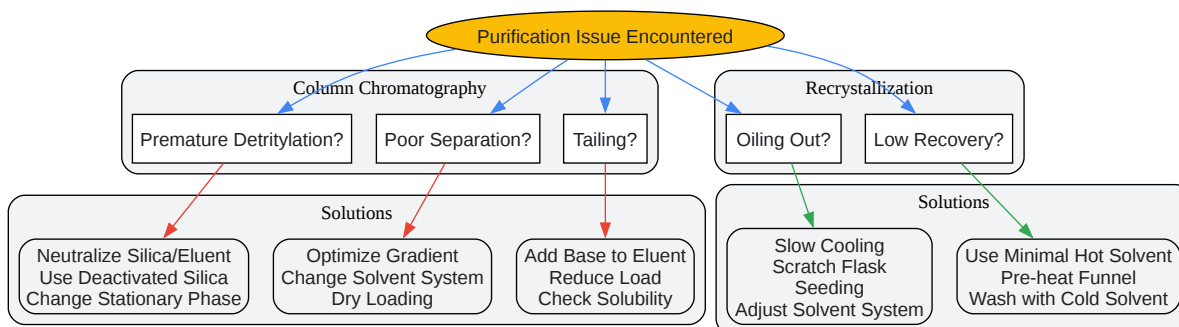 Purification Issue Encountered
Column Chromatography
Recrystallization
Premature Detritylation?
Poor Separation?
Tailing?
Oiling Out?
Low Recovery?
Solutions
Solutions
Neutralize Silica/Eluent
Use Deactivated Silica
Change Stationary Phase
Optimize Gradient
Change Solvent System
Dry Loading
Add Base to Eluent
Reduce Load
Check Solubility
Slow Cooling
Scratch Flask
Seeding
Adjust Solvent System
Use Minimal Hot Solvent
Pre-heat Funnel
Wash with Cold Solvent